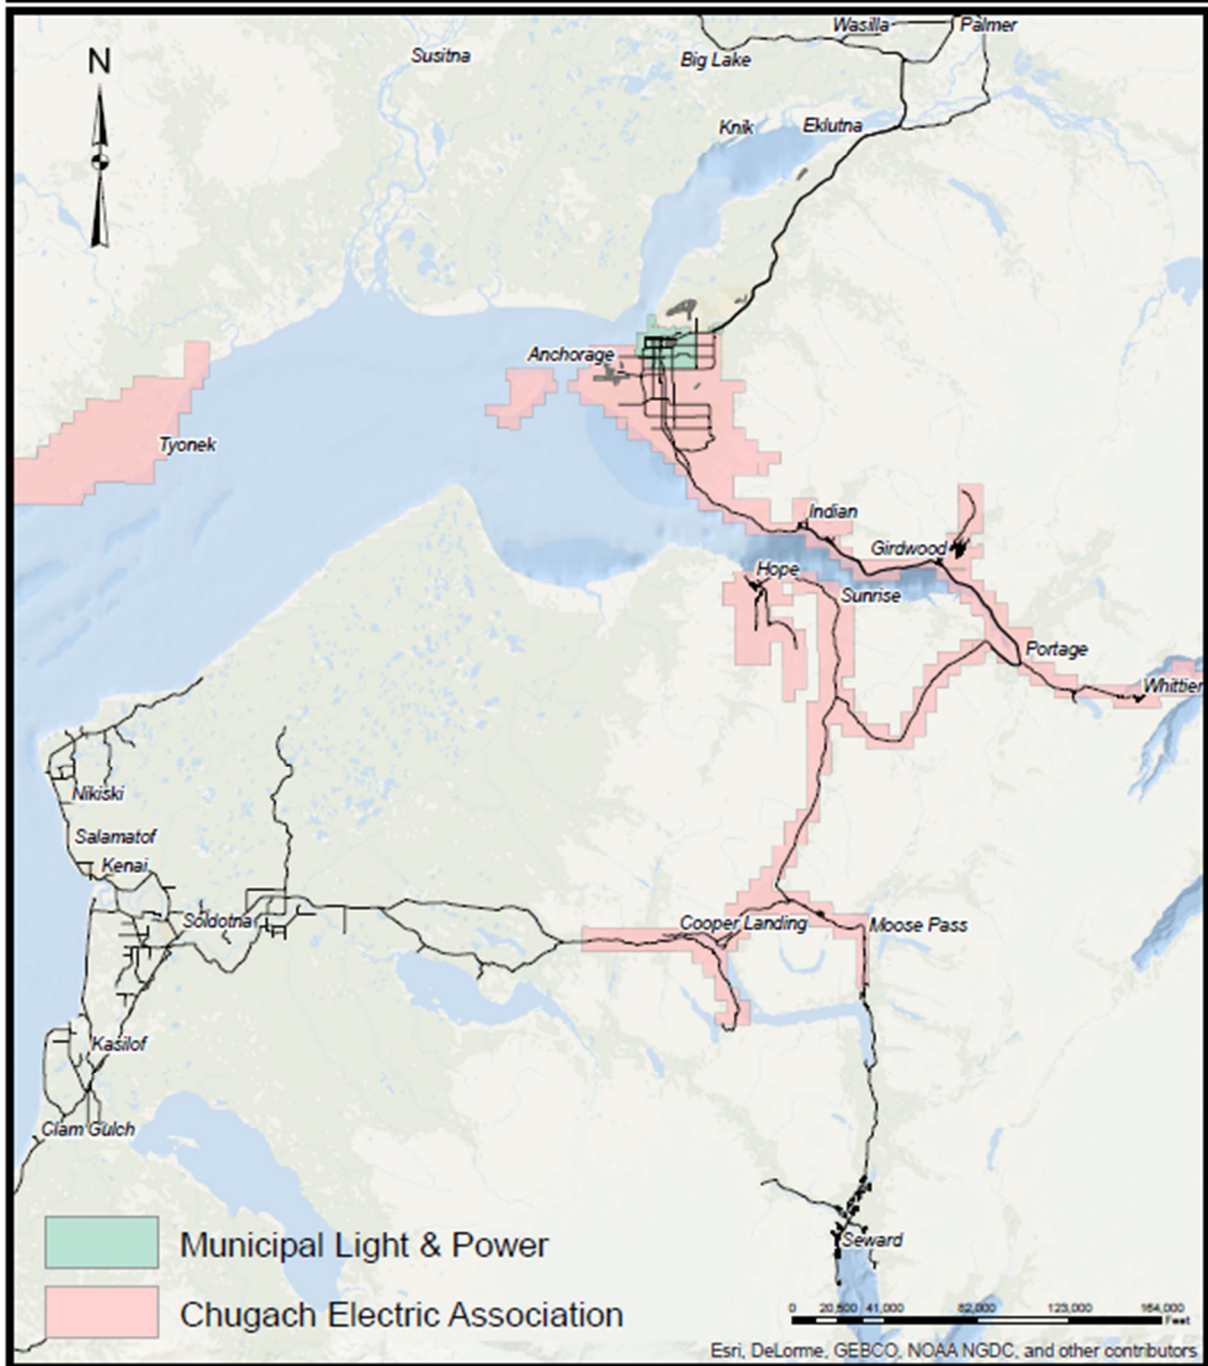 Wasilla
Palmer
Susitna
Big Lake
N
Knik
Eklutna
Anchorage
Tyonek
Indian
Girdwood
Hope
Sunrise
Portage
Whittier
Nikiski
Salamatof
Kenai
Soldotna
Cooper Landing
Moose Pass
Kasilof
Clam Gulch
Seward
Municipal Light & Power
Chugach Electric Association
0 20,500 41,000 82,000 123,000 164,000
Feet
Esri, DeLorme, GEBCO, NOAA NGDC, and other contributors